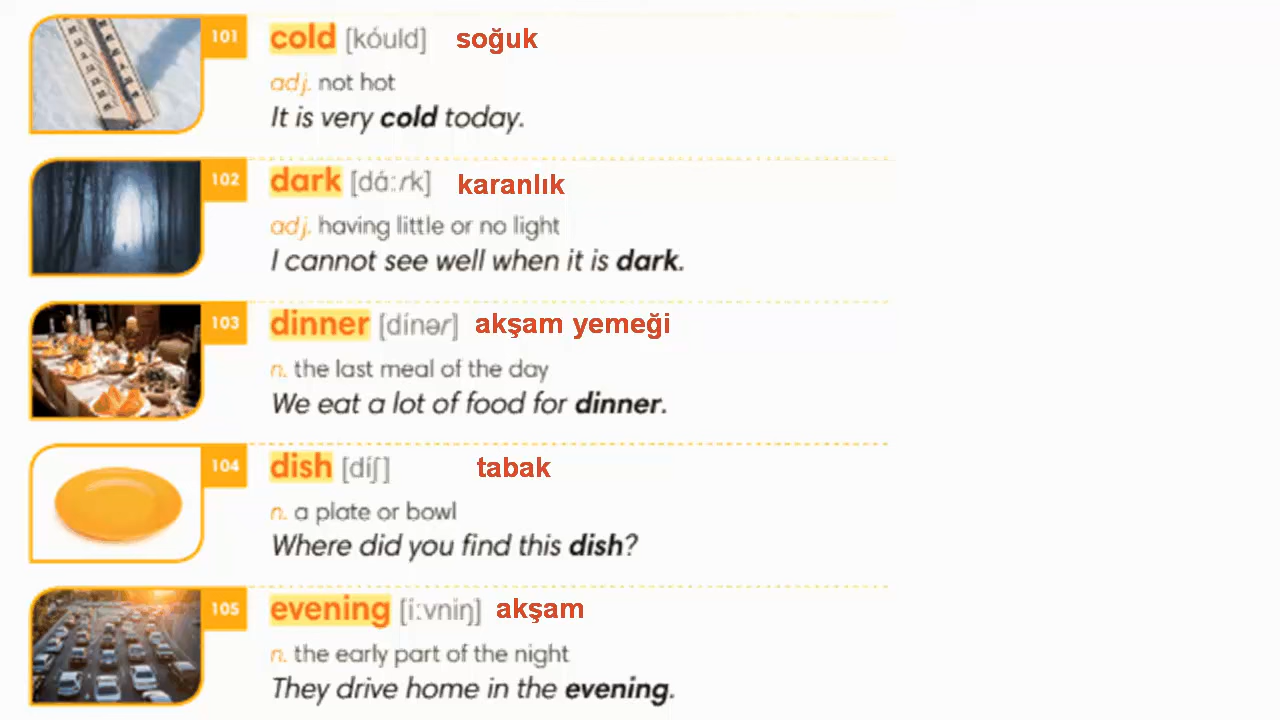 101 cold [kóuld] soğuk
adj. not hot
It is very cold today.
102 dark [dáːrk] karanlık
adj. having little or no light
I cannot see well when it is dark.
103 dinner [dínər] akşam yemeği
n. the last meal of the day
We eat a lot of food for dinner.
104 dish [díʃ] tabak
n. a plate or bowl
Where did you find this dish?
105 evening [íːvniŋ] akşam
n. the early part of the night
They drive home in the evening.